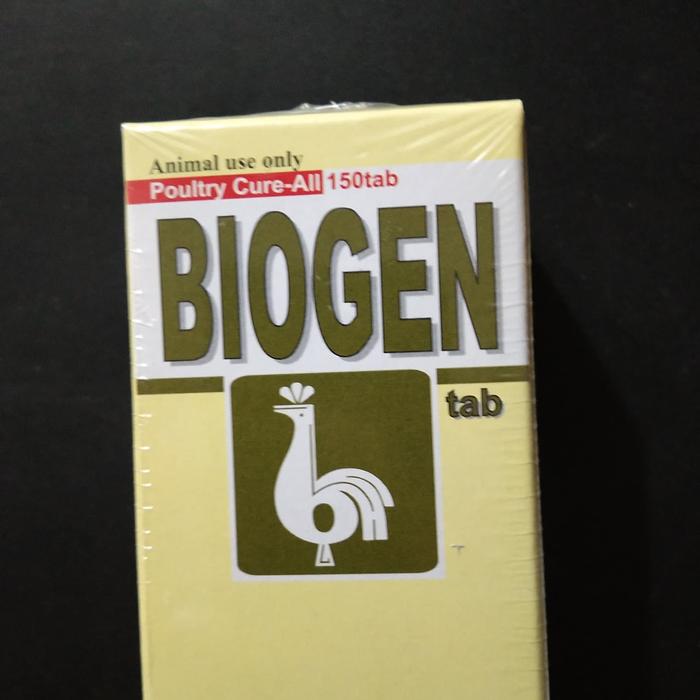 Animal use only
Poultry Cure-All 150tab
BIOGEN
tab